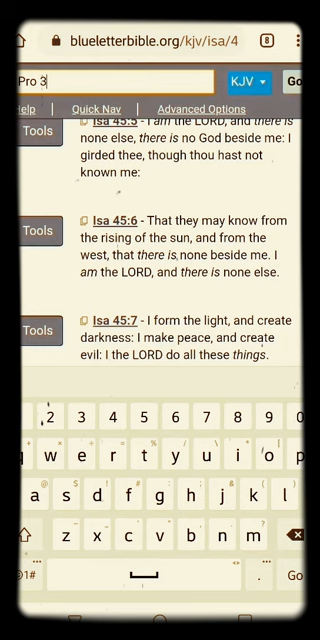 blueletterbible.org/kjv/isa/4
8
Pro 3
KJV
Go
Help | Quick Nav | Advanced Options
Tools
Isa 45:5 - I am the LORD, and there is
none else, there is no God beside me: I
girded thee, though thou hast not
known me:
Tools
Isa 45:6 - That they may know from
the rising of the sun, and from the
west, that there is none beside me. I
am the LORD, and there is none else.
Tools
Isa 45:7 - I form the light, and create
darkness: I make peace, and create
evil: I the LORD do all these things.
2 3 4 5 6 7 8 9 0
q w e r t y u i o p
a s d f g h j k l
z x c v b n m
@1# . Go